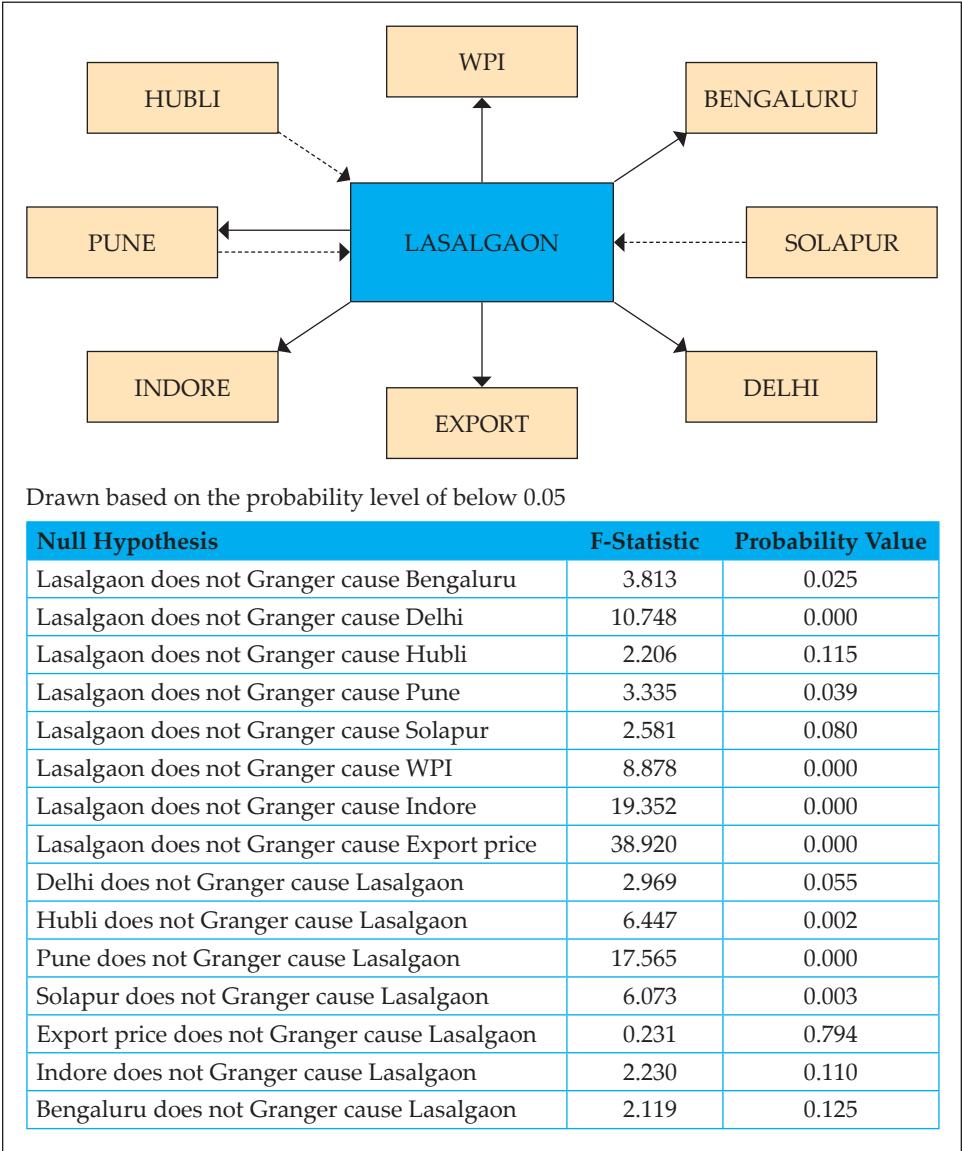 WPI
HUBLI
BENGALURU
PUNE
LASALGAON
SOLAPUR
INDORE
EXPORT
DELHI
Drawn based on the probability level of below 0.05
Null Hypothesis F-Statistic Probability Value
Lasalgaon does not Granger cause Bengaluru 3.813 0.025
Lasalgaon does not Granger cause Delhi 10.748 0.000
Lasalgaon does not Granger cause Hubli 2.206 0.115
Lasalgaon does not Granger cause Pune 3.335 0.039
Lasalgaon does not Granger cause Solapur 2.581 0.080
Lasalgaon does not Granger cause WPI 8.878 0.000
Lasalgaon does not Granger cause Indore 19.352 0.000
Lasalgaon does not Granger cause Export price 38.920 0.000
Delhi does not Granger cause Lasalgaon 2.969 0.055
Hubli does not Granger cause Lasalgaon 6.447 0.002
Pune does not Granger cause Lasalgaon 17.565 0.000
Solapur does not Granger cause Lasalgaon 6.073 0.003
Export price does not Granger cause Lasalgaon 0.231 0.794
Indore does not Granger cause Lasalgaon 2.230 0.110
Bengaluru does not Granger cause Lasalgaon 2.119 0.125